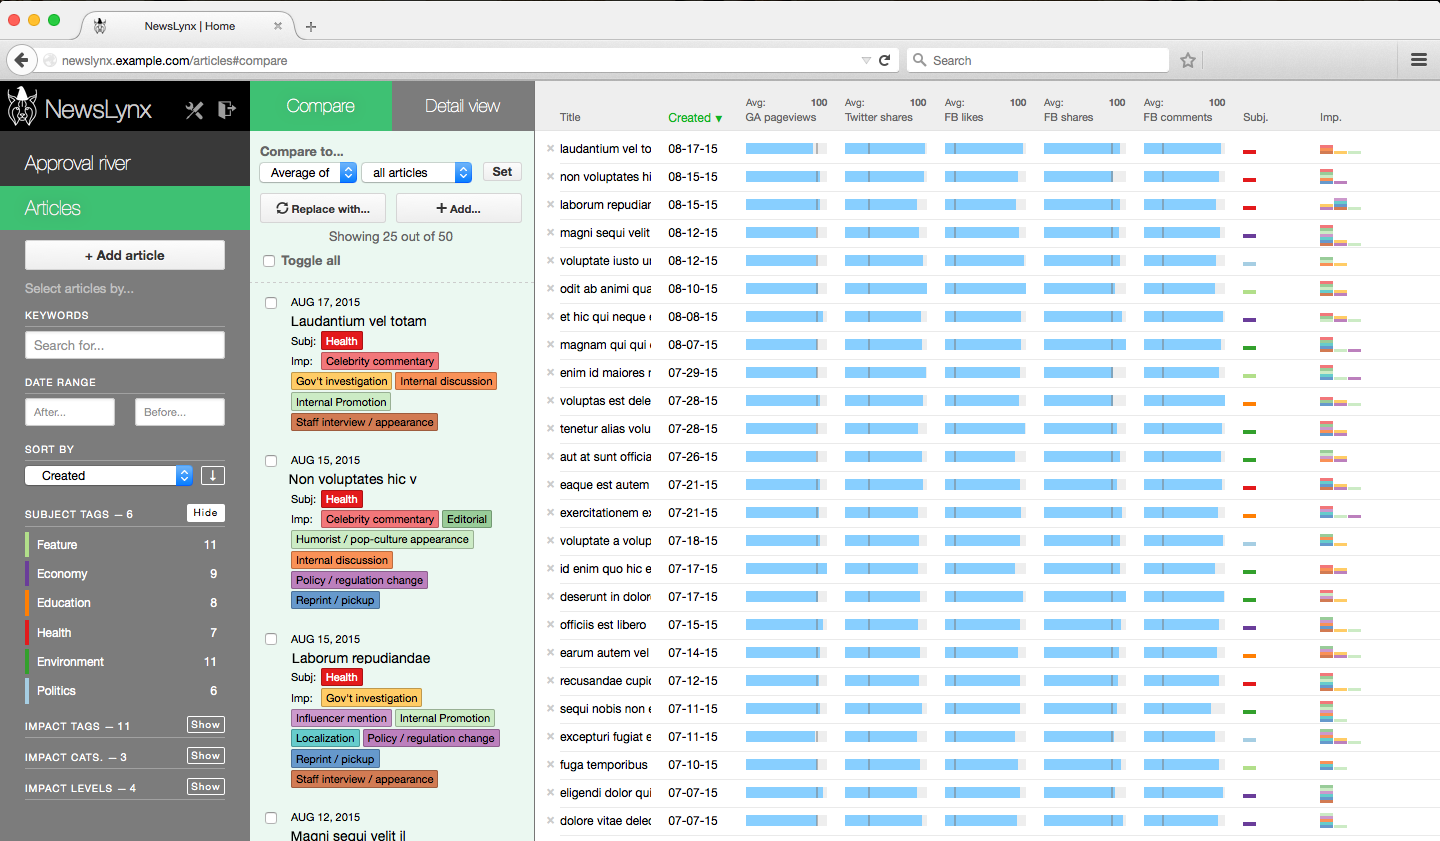 NewsLynx | Home
newslynx.example.com/articles#compare
Search
NewsLynx
Compare
Detail view
Approval river
Articles
+ Add article
Select articles by...
KEYWORDS
Search for...
DATE RANGE
After...
Before...
SORT BY
Created
SUBJECT TAGS — 6
Hide
Feature 11
Economy 9
Education 8
Health 7
Environment 11
Politics 6
IMPACT TAGS — 11
Show
IMPACT CATS. — 3
Show
IMPACT LEVELS — 4
Show
Compare to...
Average of
all articles
Set
Replace with...
+ Add...
Showing 25 out of 50
Toggle all
AUG 17, 2015
Laudantium vel totam
Subj: Health
Imp: Celebrity commentary
Gov't investigation Internal discussion
Internal Promotion
Staff interview / appearance
AUG 15, 2015
Non voluptates hic v
Subj: Health
Imp: Celebrity commentary Editorial
Humorist / pop-culture appearance
Internal discussion
Policy / regulation change
Reprint / pickup
AUG 15, 2015
Laborum repudiandae
Subj: Health
Imp: Gov't investigation
Influencer mention Internal Promotion
Localization Policy / regulation change
Reprint / pickup
Staff interview / appearance
AUG 12, 2015
Magni sequi velit il
Avg: 100 Avg: 100 Avg: 100 Avg: 100 Avg: 100
Title Created ▼ GA pageviews Twitter shares FB likes FB shares FB comments Subj. Imp.
laudantium vel to 08-17-15
non voluptates hi 08-15-15
laborum repudiar 08-15-15
magni sequi velit 08-12-15
voluptate iusto ur 08-12-15
odit ab animi qua 08-10-15
et hic qui neque 08-08-15
magnam qui qui 08-07-15
enim id maiores r 07-29-15
voluptas est dele 07-28-15
tenetur alias volu 07-28-15
aut at sunt officia 07-26-15
eaque est autem 07-21-15
exercitationem ex 07-21-15
voluptate a volup 07-18-15
id enim quo hic e 07-17-15
deserunt in dolor 07-17-15
officiis est libero 07-15-15
earum autem vel 07-14-15
recusandae cupid 07-12-15
sequi nobis non e 07-11-15
excepturi fugiat e 07-11-15
fuga temporibus 07-10-15
eligendi dolor qui 07-07-15
dolore vitae delec 07-07-15